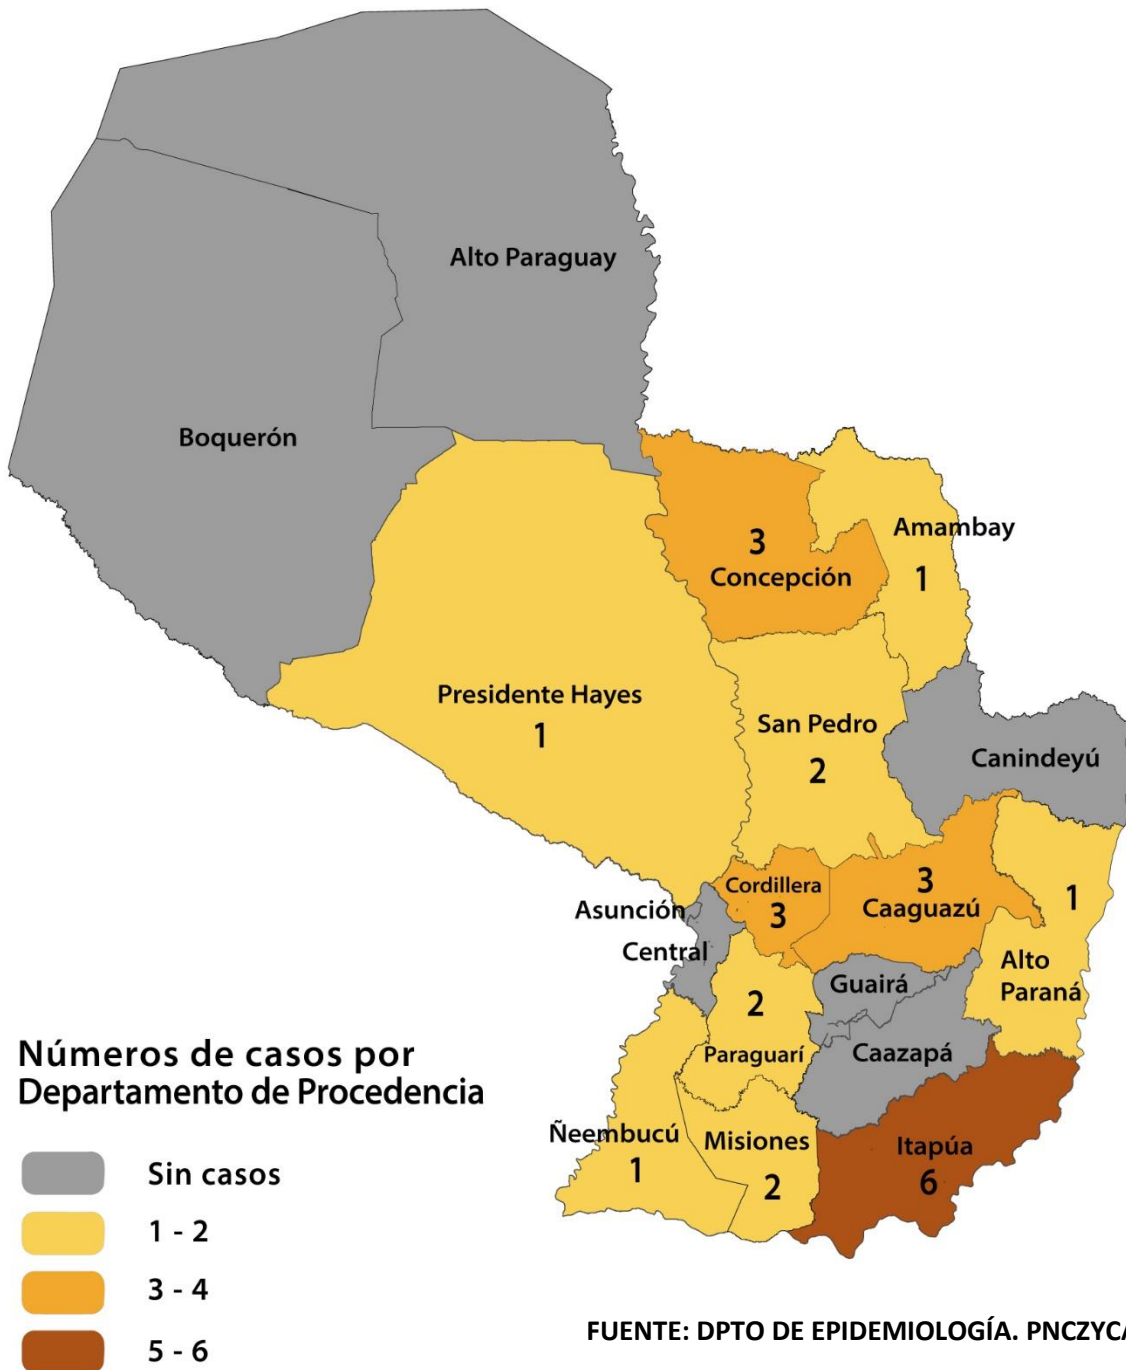 Alto Paraguay
Boquerón
3
Concepción
Amambay
1
Presidente Hayes
1
San Pedro
2
Canindeyú
Cordillera
3
3
Caaguazú
1
Alto
Paraná
Asunción
Central
Guairá
2
Paraguarí
Caazapá
Ñeembucú
1
Misiones
2
Itapúa
6
Números de casos por
Departamento de Procedencia
Sin casos
1 - 2
3 - 4
5 - 6
FUENTE: DPTO DE EPIDEMIOLOGÍA. PNCZYCA